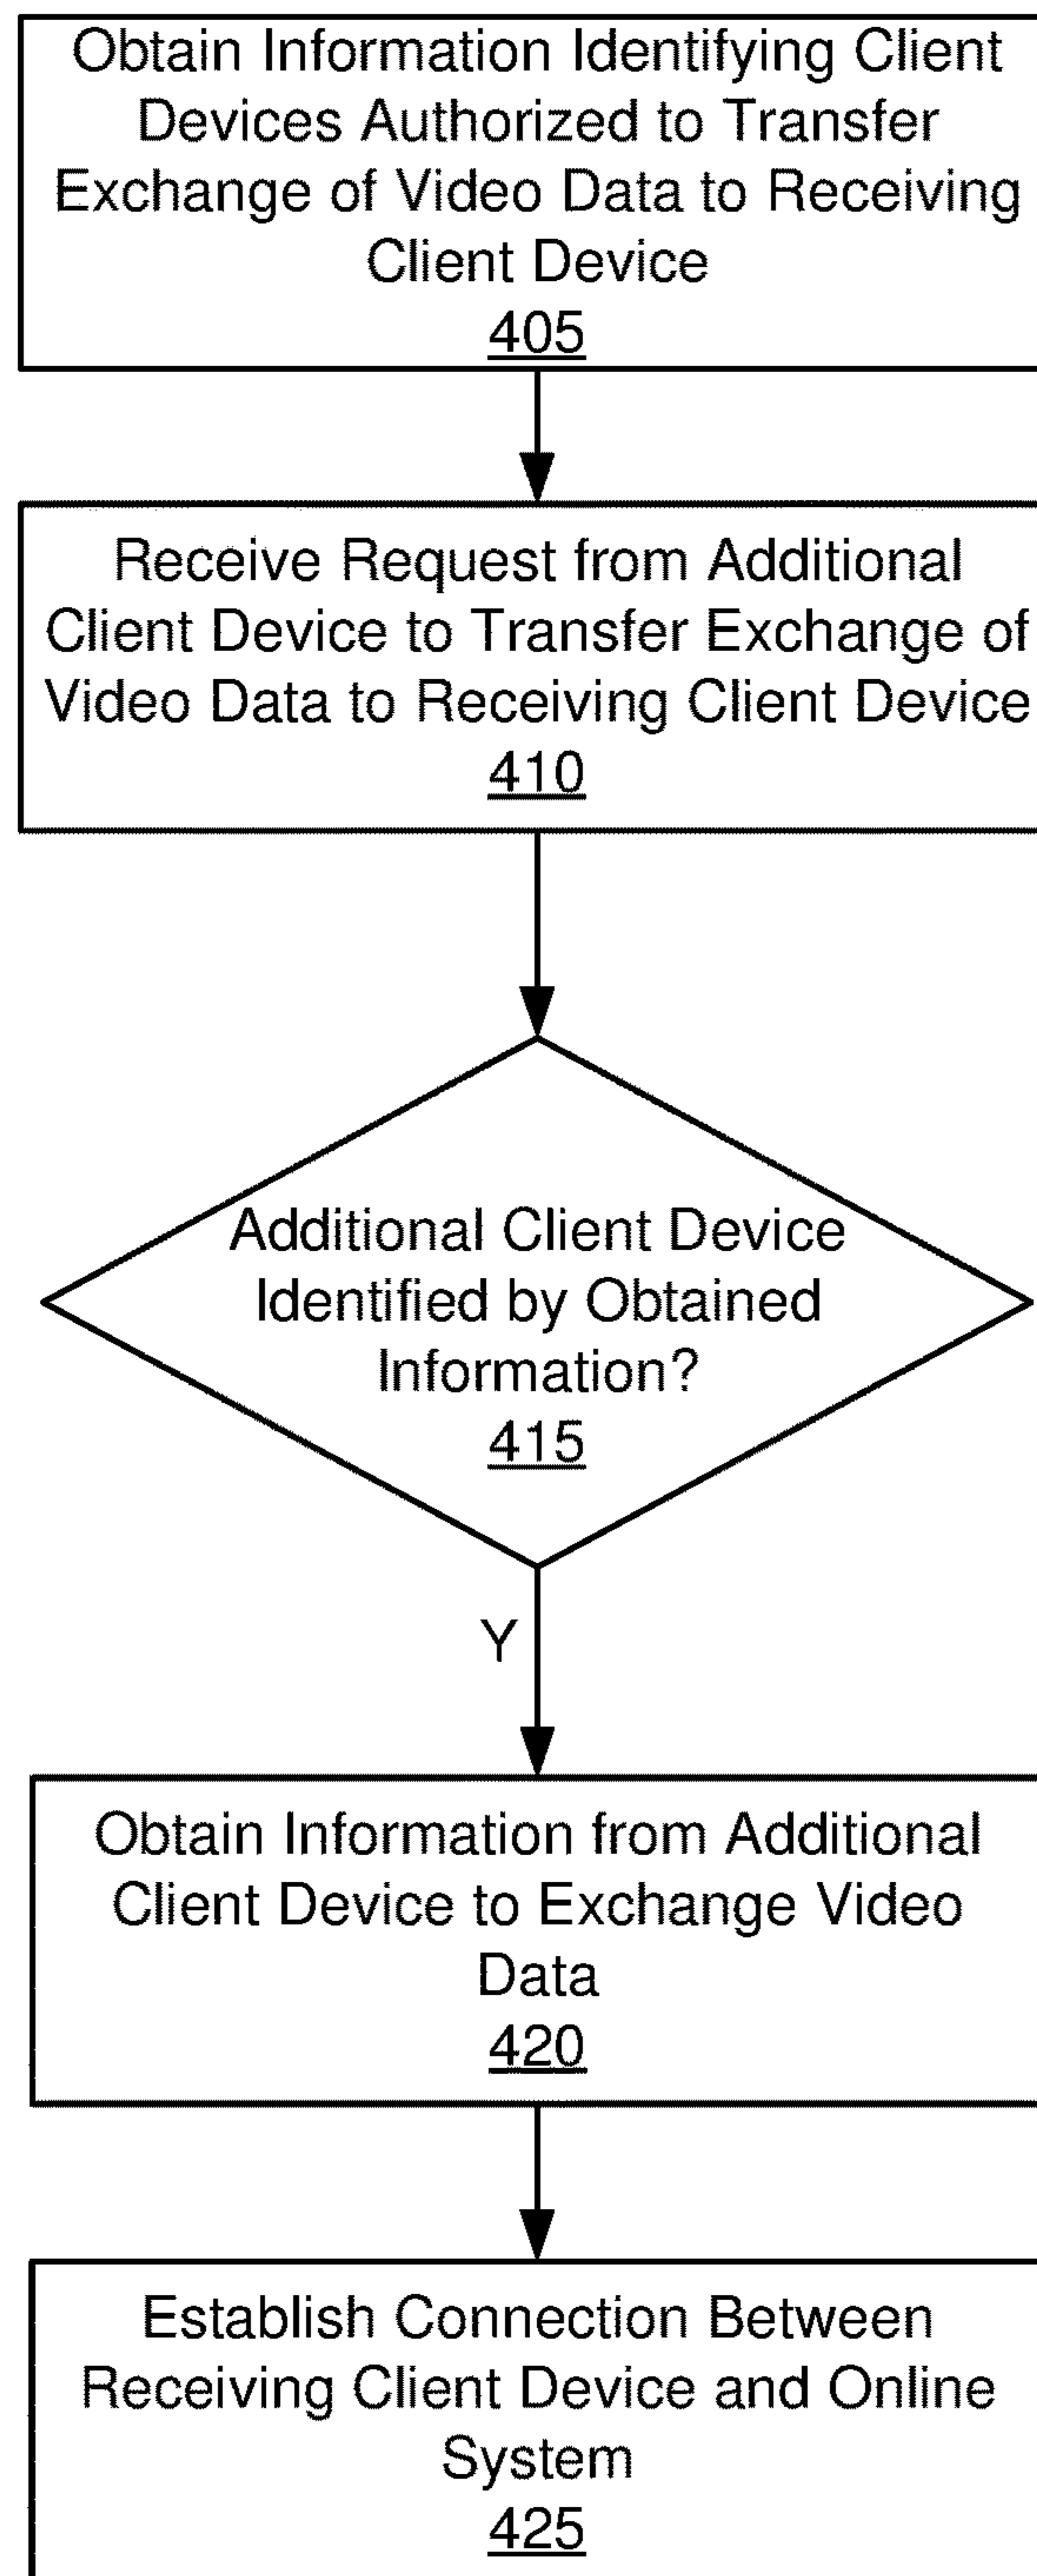 Obtain Information Identifying Client
Devices Authorized to Transfer
Exchange of Video Data to Receiving
Client Device
405
Receive Request from Additional
Client Device to Transfer Exchange of
Video Data to Receiving Client Device
410
Additional Client Device
Identified by Obtained
Information?
415
Y
Obtain Information from Additional
Client Device to Exchange Video
Data
420
Establish Connection Between
Receiving Client Device and Online
System
425